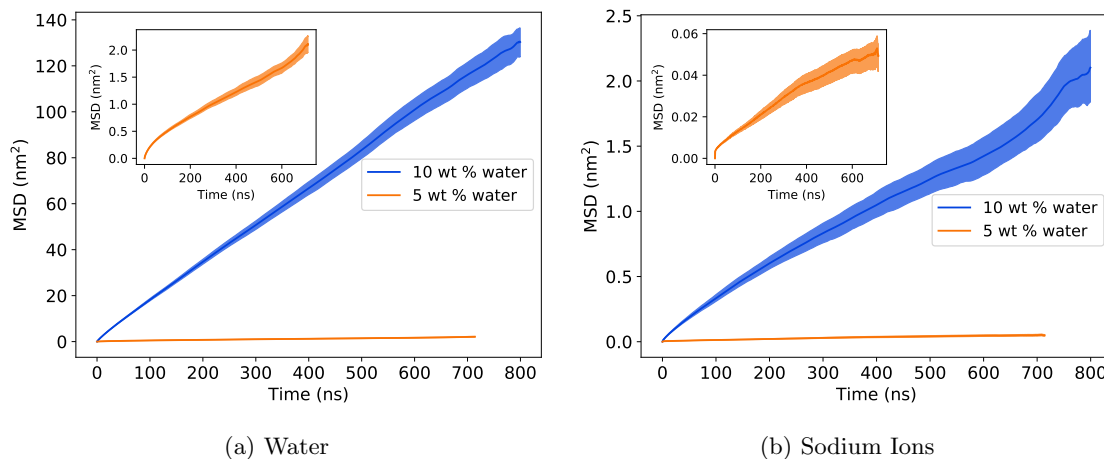 140
120
100
80
60
40
20
0
MSD (nm²)
2.0
1.5
1.0
0.5
0.0
MSD (nm²)
0 200 400 600
Time (ns)
10 wt % water
5 wt % water
0 100 200 300 400 500 600 700 800
Time (ns)
(a) Water
2.5
2.0
1.5
1.0
0.5
0.0
MSD (nm²)
0.06
0.04
0.02
0.00
MSD (nm²)
0 200 400 600
Time (ns)
10 wt % water
5 wt % water
0 100 200 300 400 500 600 700 800
Time (ns)
(b) Sodium Ions